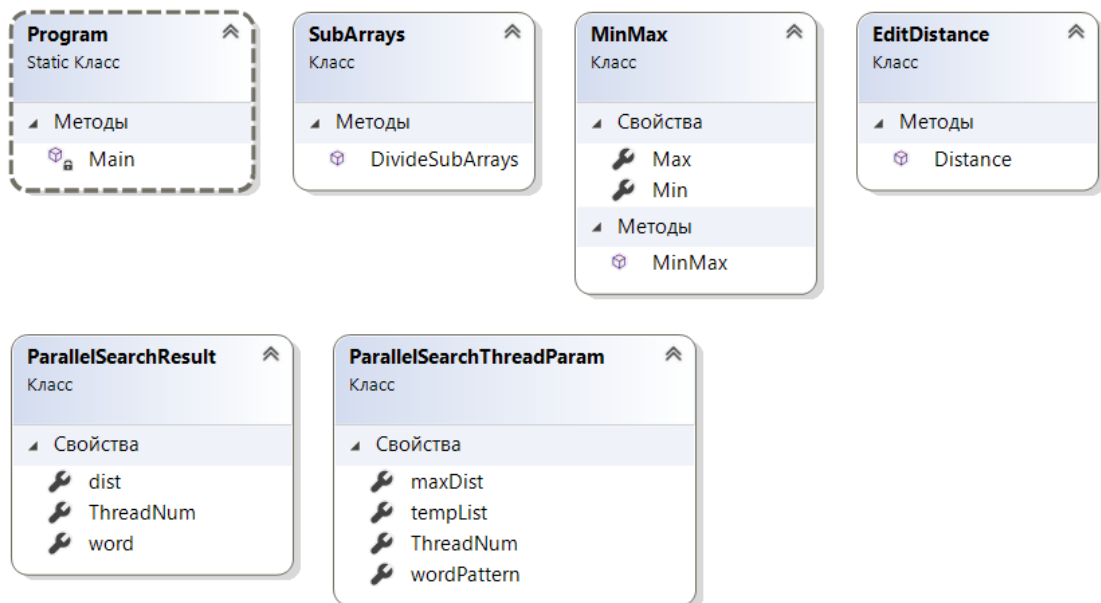 Program
Static Класс
Методы
Main
SubArrays
Класс
Методы
DivideSubArrays
MinMax
Класс
Свойства
Max
Min
Методы
MinMax
EditDistance
Класс
Методы
Distance
ParallelSearchResult
Класс
Свойства
dist
ThreadNum
word
ParallelSearchThreadParam
Класс
Свойства
maxDist
tempList
ThreadNum
wordPattern